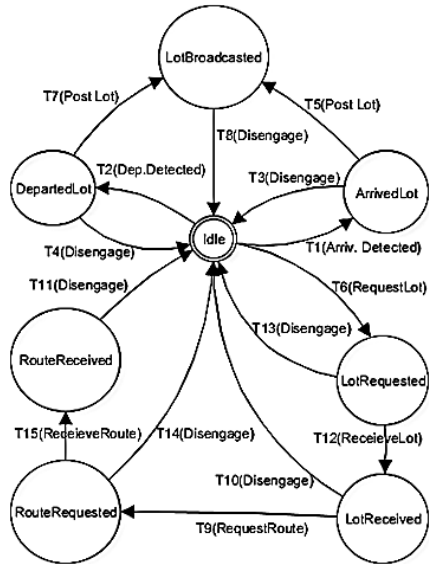 LotBroadcasted
T7(Post Lot)
T5(Post Lot)
T8(Disengage)
T2(Dep.Detected)
T3(Disengage)
DepartedLot
ArrivedLot
Idle
T4(Disengage)
T1(Arriv. Detected)
T11(Disengage)
T6(RequestLot)
T13(Disengage)
RouteReceived
LotRequested
T15(ReceieveRoute)
T14(Disengage)
T12(ReceieveLot)
T10(Disengage)
RouteRequested
LotReceived
T9(RequestRoute)